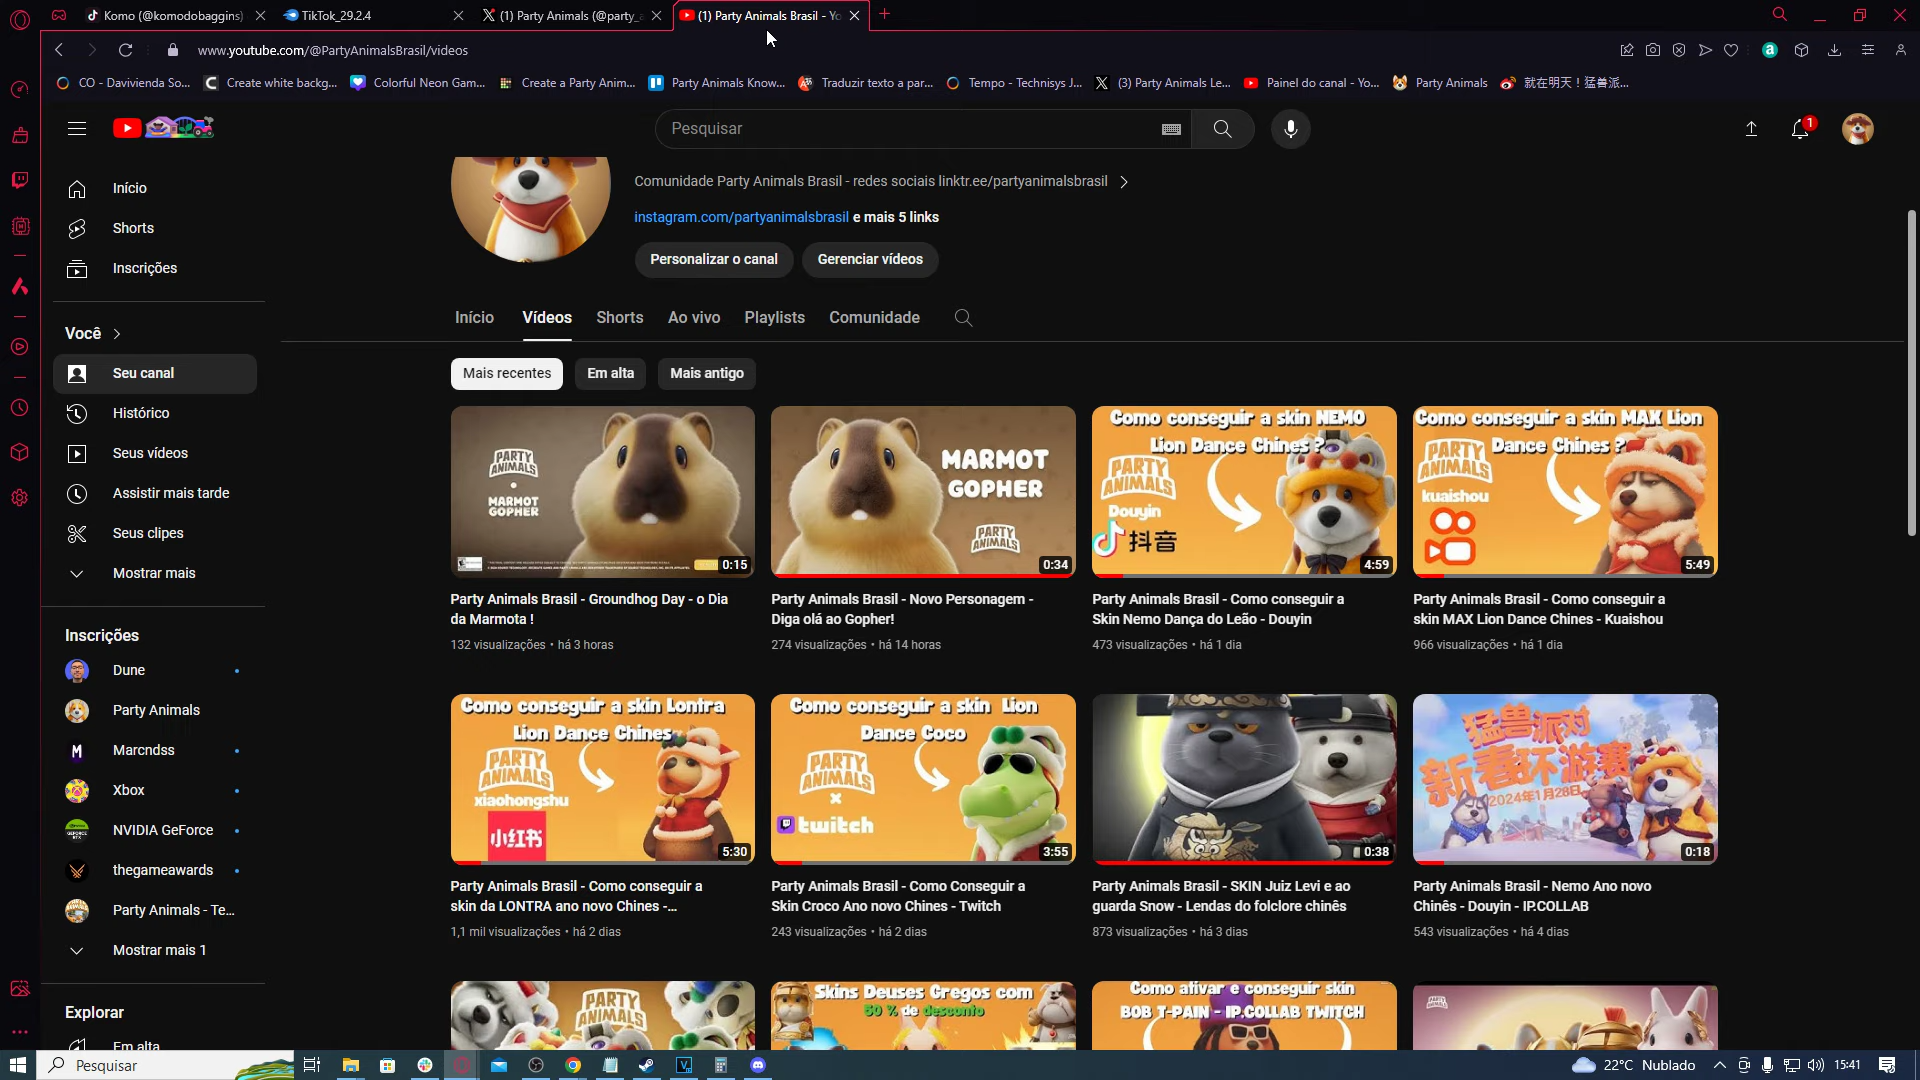 Komo (@komodobaggins)
TikTok_29.2.4
(1) Party Animals (@party_
(1) Party Animals Brasil - Yo
www.youtube.com/@PartyAnimalsBrasil/videos
CO - Davivienda So...
Create white backg...
Colorful Neon Gam...
Create a Party Anim...
Party Animals Know...
Traduzir texto a par...
Tempo - Technisys J...
(3) Party Animals Le...
Painel do canal - Yo...
Party Animals
就在明天！猛兽派...
Pesquisar
1
Início
Shorts
Inscrições
Você
Seu canal
Histórico
Seus vídeos
Assistir mais tarde
Seus clipes
Mostrar mais
Inscrições
Dune
Party Animals
Marcndss
Xbox
NVIDIA GeForce
thegameawards
Party Animals - Te...
Mostrar mais 1
Explorar
Em alta
Comunidade Party Animals Brasil - redes sociais linktr.ee/partyanimalsbrasil
instagram.com/partyanimalsbrasil e mais 5 links
Personalizar o canal
Gerenciar vídeos
Início
Vídeos
Shorts
Ao vivo
Playlists
Comunidade
Mais recentes
Em alta
Mais antigo
PARTY
ANIMALS
MARMOT
GOPHER
0:15
Party Animals Brasil - Groundhog Day - o Dia
da Marmota !
132 visualizações • há 3 horas
MARMOT
GOPHER
PARTY
ANIMALS
0:34
Party Animals Brasil - Novo Personagem -
Diga olá ao Gopher!
274 visualizações • há 14 horas
Como conseguir a skin NEMO
Lion Dance Chines ?
PARTY
ANIMALS
Douyin
抖音
4:59
Party Animals Brasil - Como conseguir a
Skin Nemo Dança do Leão - Douyin
473 visualizações • há 1 dia
Como conseguir a skin MAX Lion
Dance Chines ?
PARTY
ANIMALS
kuaishou
5:49
Party Animals Brasil - Como conseguir a
skin MAX Lion Dance Chines - Kuaishou
966 visualizações • há 1 dia
Como conseguir a skin Lontra
Lion Dance Chines
PARTY
ANIMALS
xiaohongshu
小红书
5:30
Party Animals Brasil - Como conseguir a
skin da LONTRA ano novo Chines -...
1,1 mil visualizações • há 2 dias
Como conseguir a skin Lion
Dance Coco
PARTY
ANIMALS
X
twitch
3:55
Party Animals Brasil - Como Conseguir a
Skin Croco Ano novo Chines - Twitch
243 visualizações • há 2 dias
0:38
Party Animals Brasil - SKIN Juiz Levi e ao
guarda Snow - Lendas do folclore chinês
873 visualizações • há 3 dias
猛兽派对
新春环游赛
2024年1月28日
0:18
Party Animals Brasil - Nemo Ano novo
Chinês - Douyin - IP.COLLAB
543 visualizações • há 4 dias
PARTY
ANIMALS
Skins Deuses Gregos com
50 % de desconto
Como ativar e conseguir skin
BOB T-PAIN - IP.COLLAB TWITCH
Pesquisar
22°C Nublado
15:41